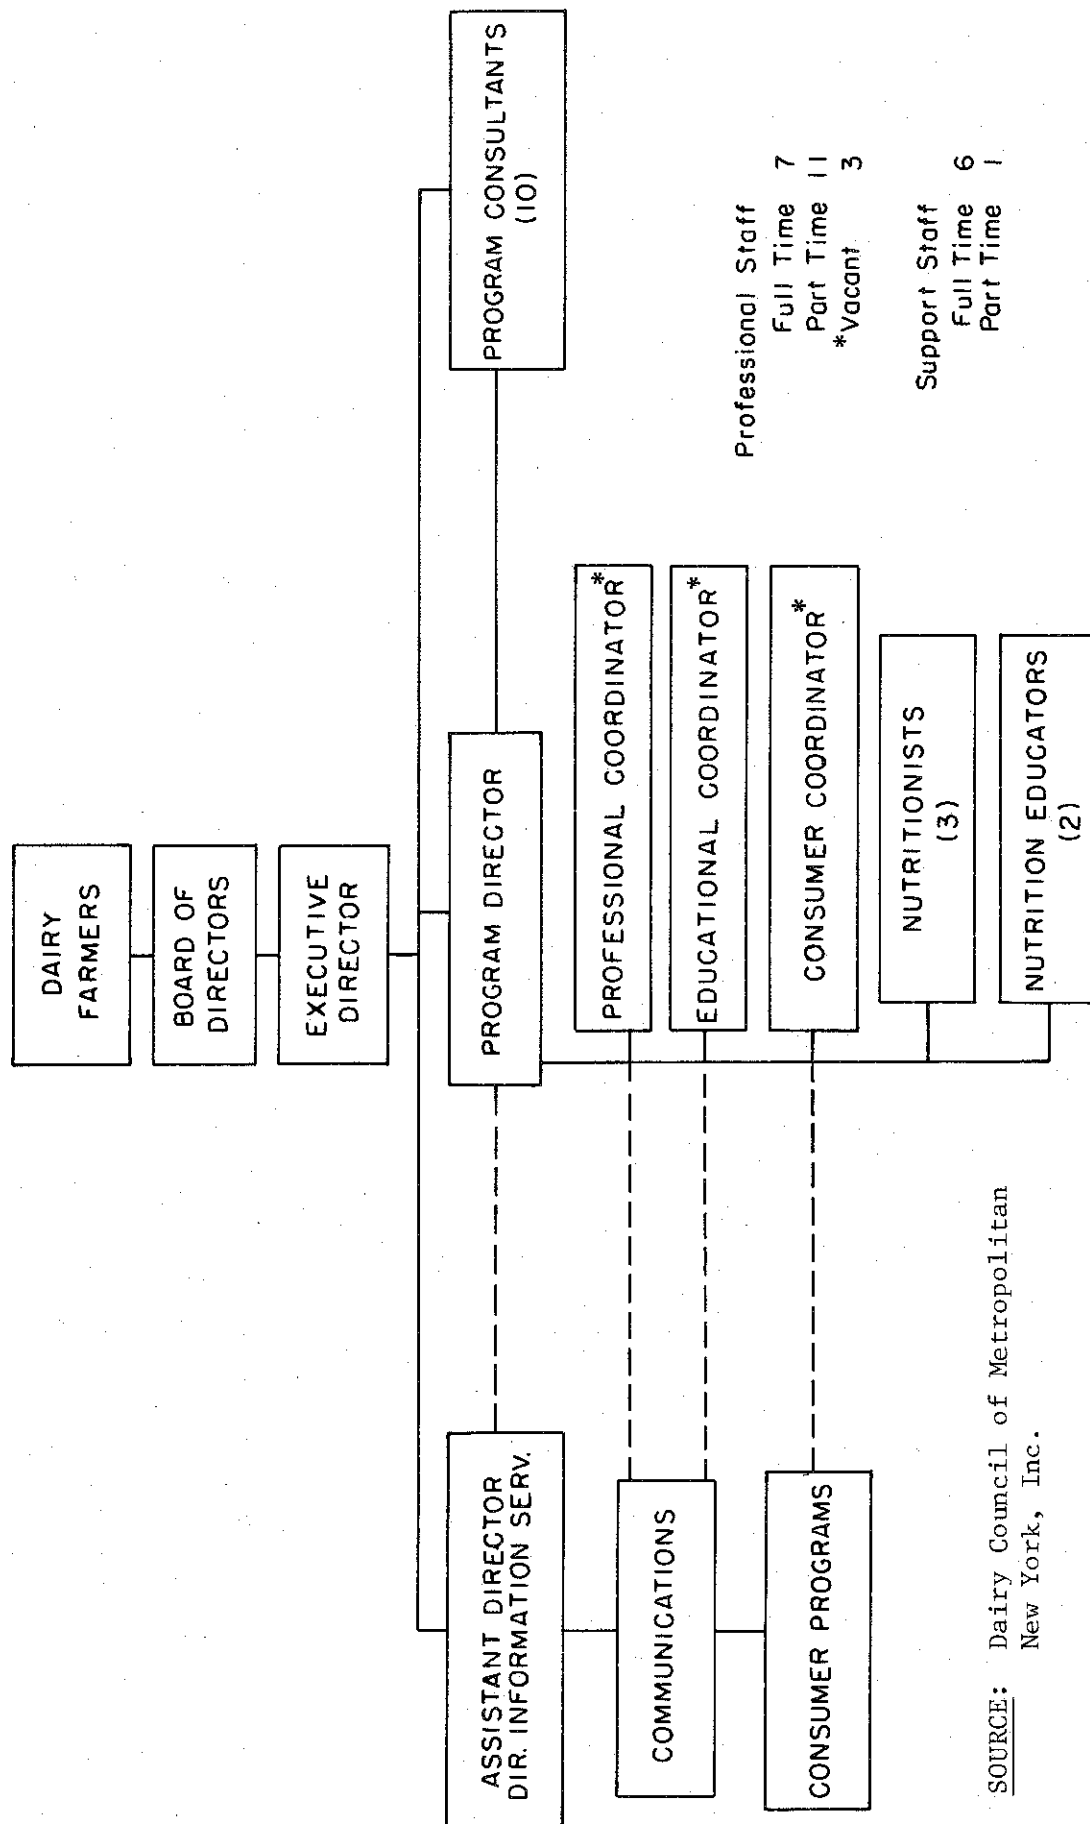 DAIRY
FARMERS
BOARD OF
DIRECTORS
EXECUTIVE
DIRECTOR
ASSISTANT DIRECTOR
DIR. INFORMATION SERV.
PROGRAM DIRECTOR
PROGRAM CONSULTANTS
(10)
COMMUNICATIONS
CONSUMER PROGRAMS
PROFESSIONAL COORDINATOR*
EDUCATIONAL COORDINATOR*
CONSUMER COORDINATOR*
NUTRITIONISTS
(3)
NUTRITION EDUCATORS
(2)
Professional Staff
Full Time 7
Part Time 11
*Vacant 3
Support Staff
Full Time 6
Part Time 1
SOURCE: Dairy Council of Metropolitan
New York, Inc.